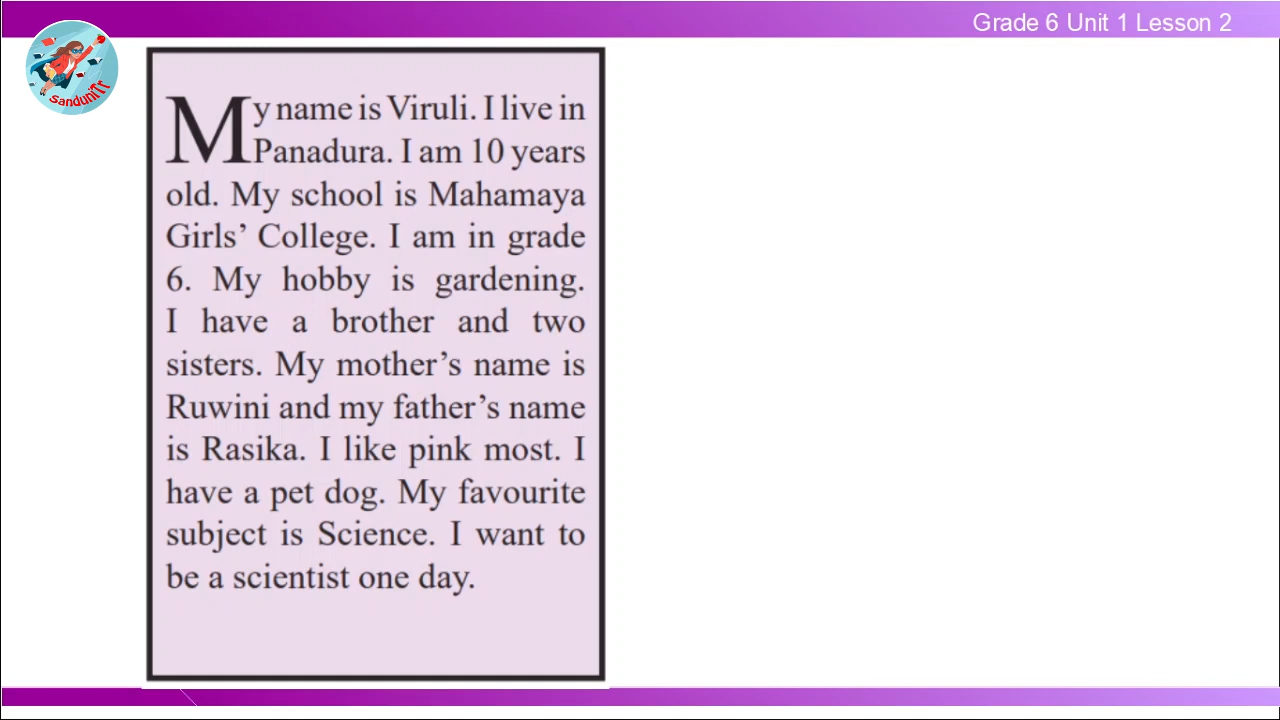 Grade 6 Unit 1 Lesson 2
SanduniTr
My name is Viruli. I live in
Panadura. I am 10 years
old. My school is Mahamaya
Girls’ College. I am in grade
6. My hobby is gardening.
I have a brother and two
sisters. My mother’s name is
Ruwini and my father’s name
is Rasika. I like pink most. I
have a pet dog. My favourite
subject is Science. I want to
be a scientist one day.